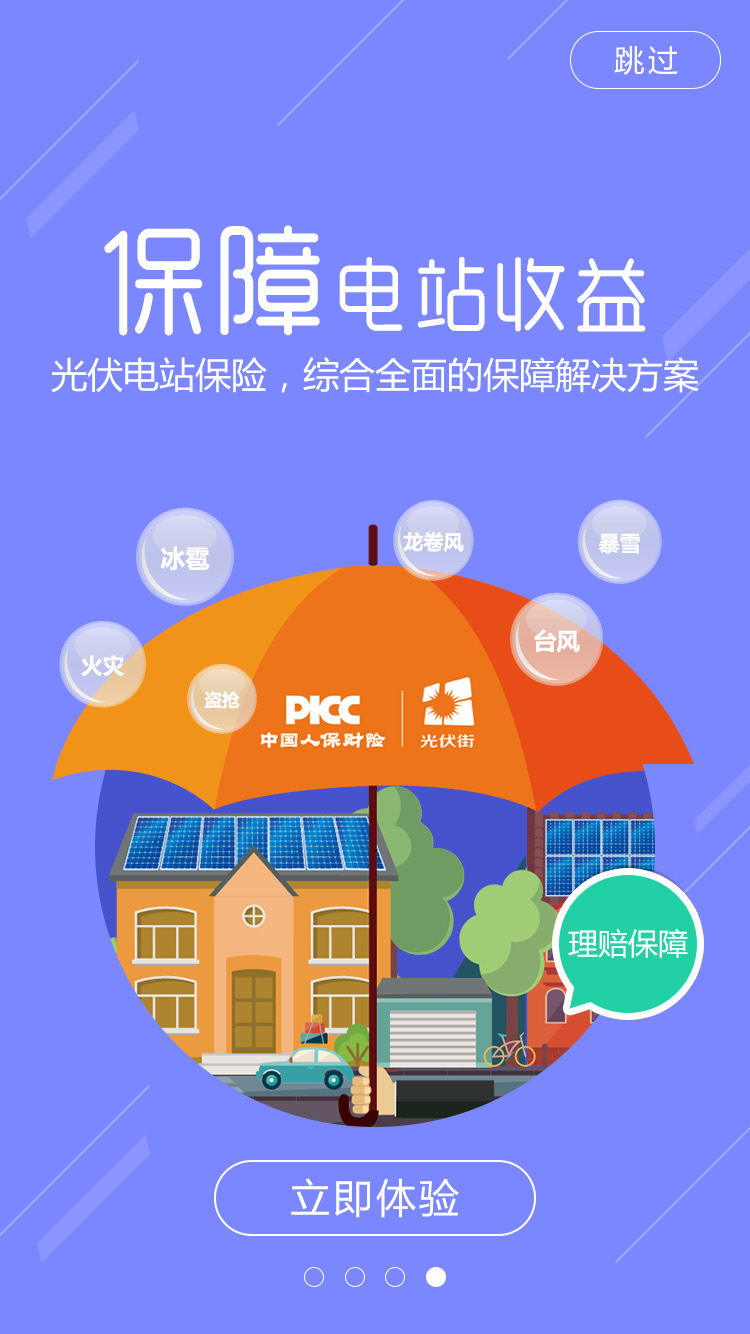 跳过
保障电站收益
光伏电站保险，综合全面的保障解决方案
龙卷风
暴雪
冰雹
台风
火灾
盗抢
PICC
中国人保财险
光伏街
理赔保障
立即体验